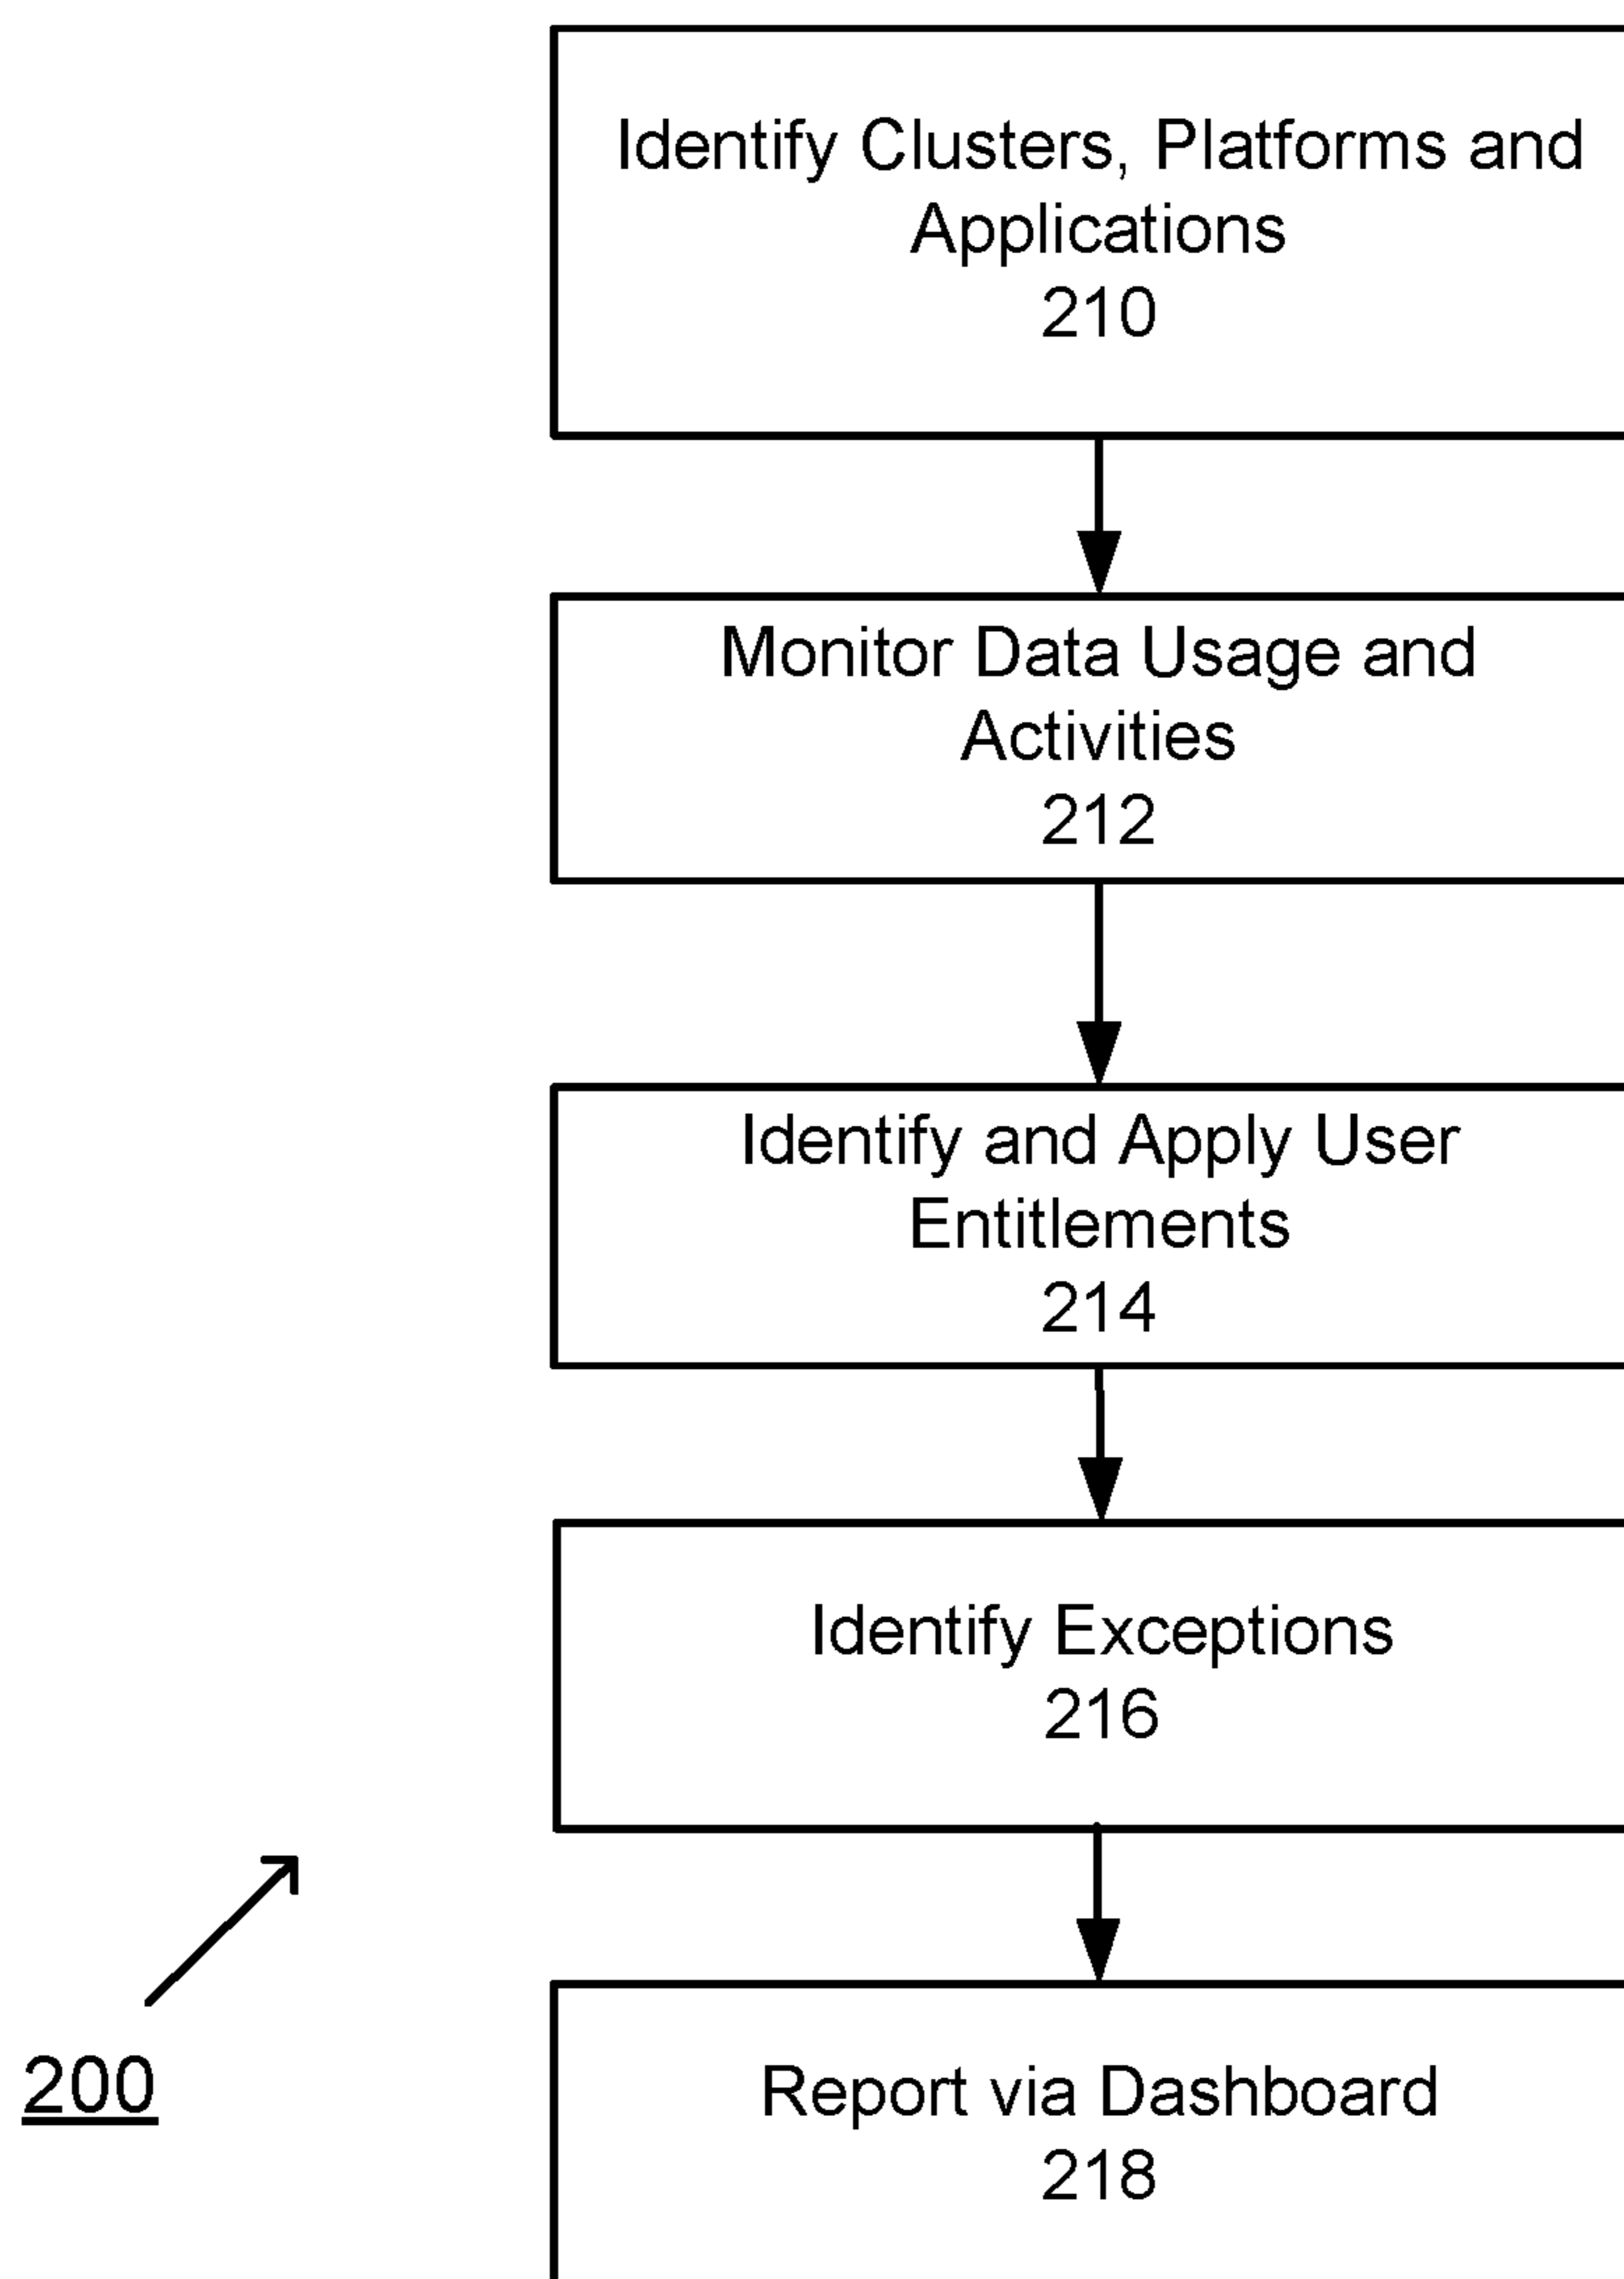 Identify Clusters, Platforms and
Applications
210
Monitor Data Usage and
Activities
212
Identify and Apply User
Entitlements
214
Identify Exceptions
216
200
Report via Dashboard
218